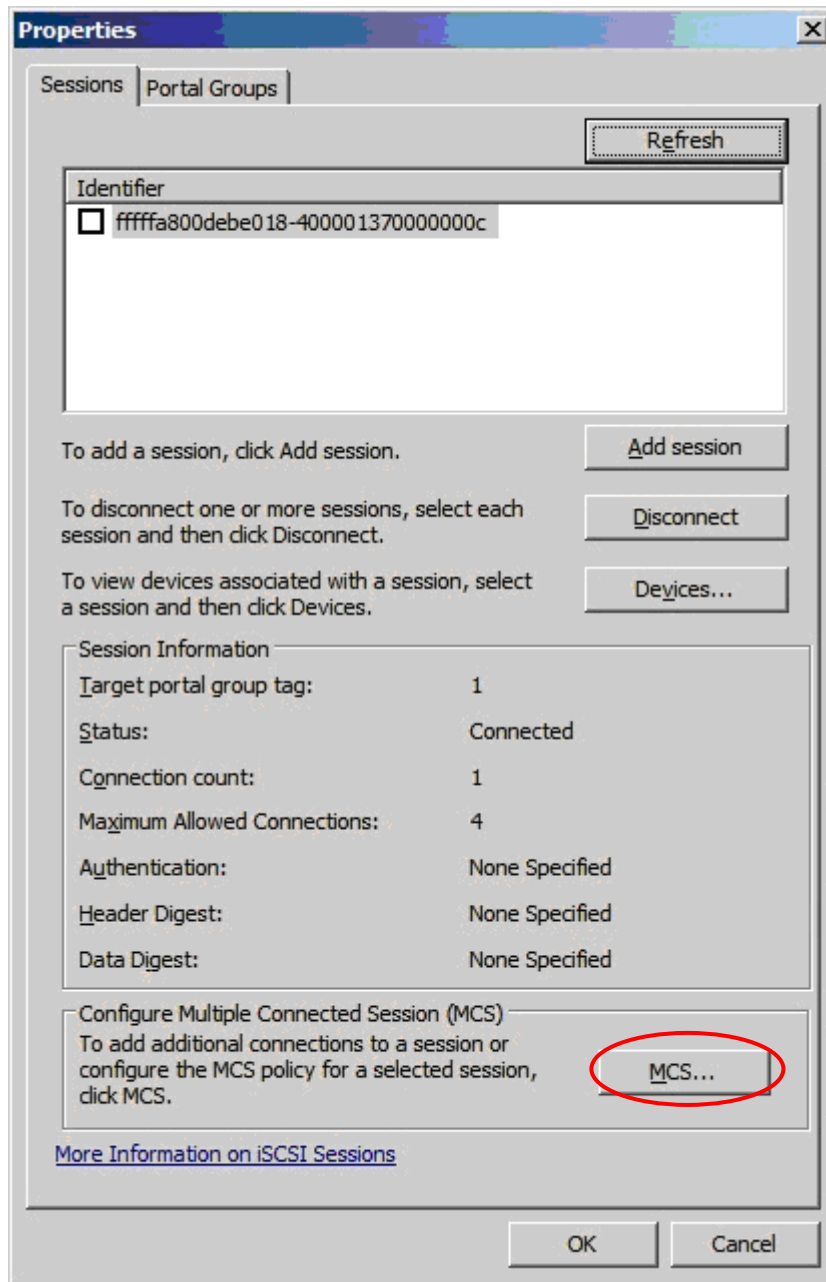 Properties
Sessions
Portal Groups
Refresh
Identifier
fffffa800debe018-400001370000000c
To add a session, click Add session.
Add session
To disconnect one or more sessions, select each
session and then click Disconnect.
Disconnect
To view devices associated with a session, select
a session and then click Devices.
Devices...
Session Information
Target portal group tag: 1
Status: Connected
Connection count: 1
Maximum Allowed Connections: 4
Authentication: None Specified
Header Digest: None Specified
Data Digest: None Specified
Configure Multiple Connected Session (MCS)
To add additional connections to a session or
configure the MCS policy for a selected session,
click MCS.
MCS...
More Information on iSCSI Sessions
OK
Cancel